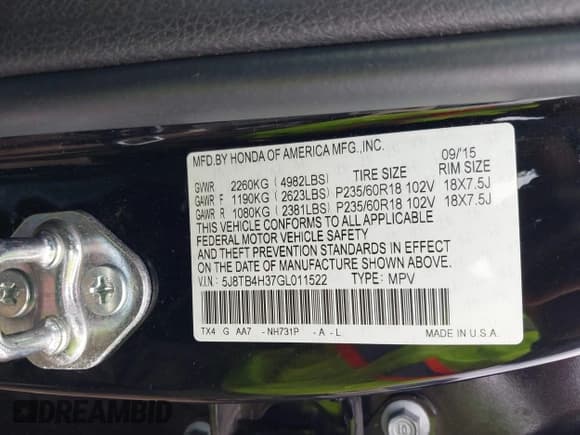 MFD.BY HONDA OF AMERICA MFG.,INC. 09/'15
TIRE SIZE RIM SIZE
GVWR 2260KG (4982LBS)
GAWR F 1190KG (2623LBS) P235/60R18 102V 18X7.5J
GAWR R 1080KG (2381LBS) P235/60R18 102V 18X7.5J
THIS VEHICLE CONFORMS TO ALL APPLICABLE
FEDERAL MOTOR VEHICLE SAFETY
AND THEFT PREVENTION STANDARDS IN EFFECT
ON THE DATE OF MANUFACTURE SHOWN ABOVE.
V.I.N : 5J8TB4H37GL011522 TYPE: MPV
TX4 G AA7 - NH731P - A - L MADE IN U.S.A.
DREAMBID